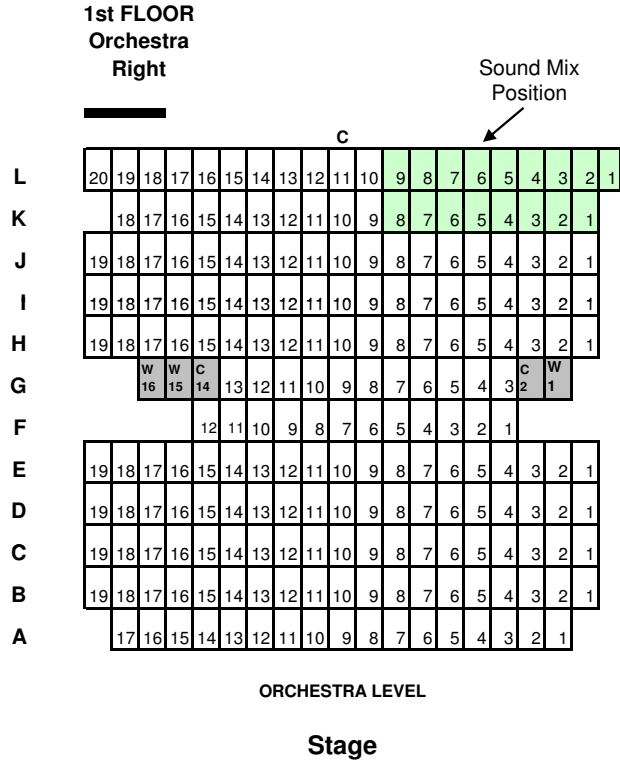 1st FLOOR
Orchestra
Right
Sound Mix
Position
C
L 20 19 18 17 16 15 14 13 12 11 10 9 8 7 6 5 4 3 2 1
K 18 17 16 15 14 13 12 11 10 9 8 7 6 5 4 3 2 1
J 19 18 17 16 15 14 13 12 11 10 9 8 7 6 5 4 3 2 1
I 19 18 17 16 15 14 13 12 11 10 9 8 7 6 5 4 3 2 1
H 19 18 17 16 15 14 13 12 11 10 9 8 7 6 5 4 3 2 1
W W C C W
G 16 15 14 13 12 11 10 9 8 7 6 5 4 3 2 1
F 12 11 10 9 8 7 6 5 4 3 2 1
E 19 18 17 16 15 14 13 12 11 10 9 8 7 6 5 4 3 2 1
D 19 18 17 16 15 14 13 12 11 10 9 8 7 6 5 4 3 2 1
C 19 18 17 16 15 14 13 12 11 10 9 8 7 6 5 4 3 2 1
B 19 18 17 16 15 14 13 12 11 10 9 8 7 6 5 4 3 2 1
A 17 16 15 14 13 12 11 10 9 8 7 6 5 4 3 2 1
ORCHESTRA LEVEL
Stage